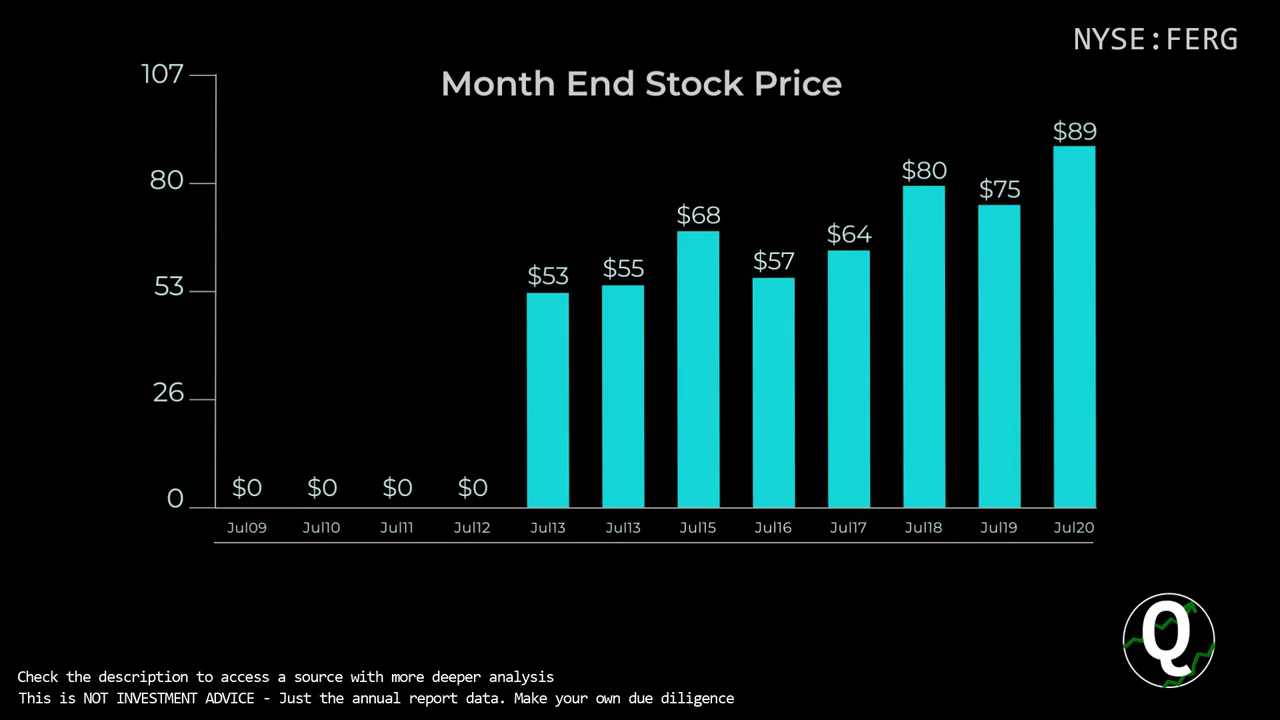 NYSE:FERG
Month End Stock Price
107
80
53
26
0
$0 $0 $0 $0 $53 $55 $68 $57 $64 $80 $75 $89
Jul09 Jul10 Jul11 Jul12 Jul13 Jul13 Jul15 Jul16 Jul17 Jul18 Jul19 Jul20
Q
Check the description to access a source with more deeper analysis
This is NOT INVESTMENT ADVICE - Just the annual report data. Make your own due diligence